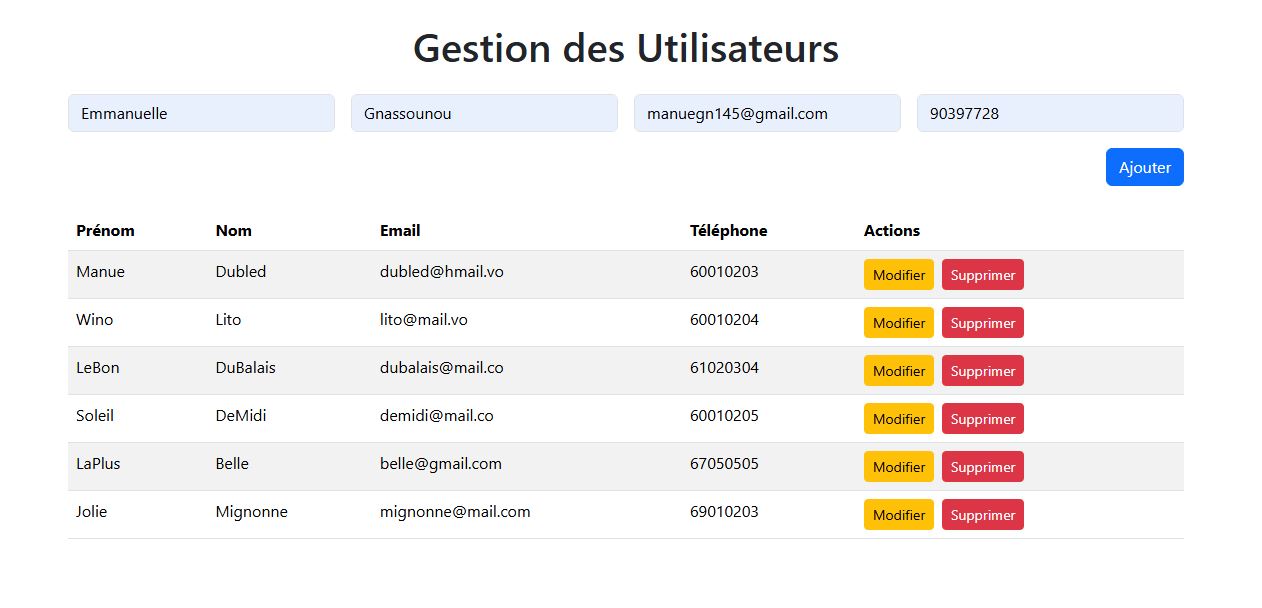 Gestion des Utilisateurs
Emmanuelle Gnassounou manuegn145@gmail.com 90397728
Ajouter
Prénom Nom Email Téléphone Actions
Manue Dubled dubled@hmail.vo 60010203 Modifier Supprimer
Wino Lito lito@mail.vo 60010204 Modifier Supprimer
LeBon DuBalais dubalais@mail.co 61020304 Modifier Supprimer
Soleil DeMidi demidi@mail.co 60010205 Modifier Supprimer
LaPlus Belle belle@gmail.com 67050505 Modifier Supprimer
Jolie Mignonne mignonne@mail.com 69010203 Modifier Supprimer